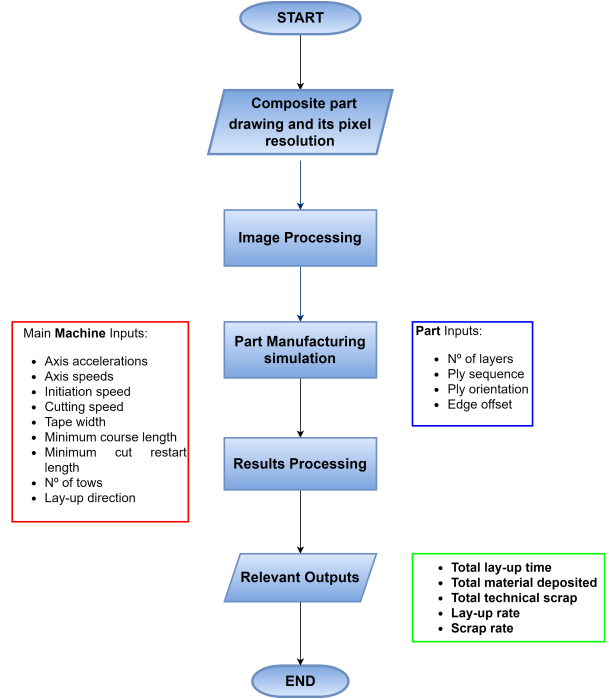 START
Composite part
drawing and its pixel
resolution
Image Processing
Main Machine Inputs:
• Axis accelerations
• Axis speeds
• Initiation speed
• Cutting speed
• Tape width
• Minimum course length
• Minimum cut restart
length
• Nº of tows
• Lay-up direction
Part Manufacturing
simulation
Part Inputs:
• Nº of layers
• Ply sequence
• Ply orientation
• Edge offset
Results Processing
Relevant Outputs
• Total lay-up time
• Total material deposited
• Total technical scrap
• Lay-up rate
• Scrap rate
END